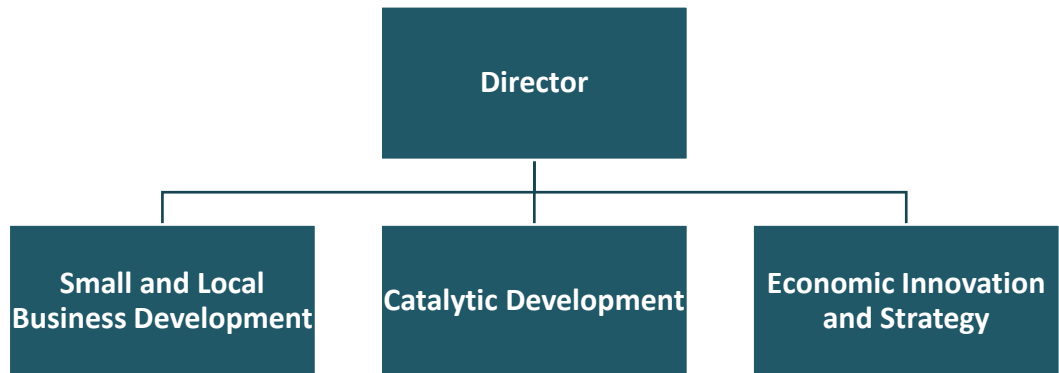 Director
Small and Local
Business Development
Catalytic Development
Economic Innovation
and Strategy